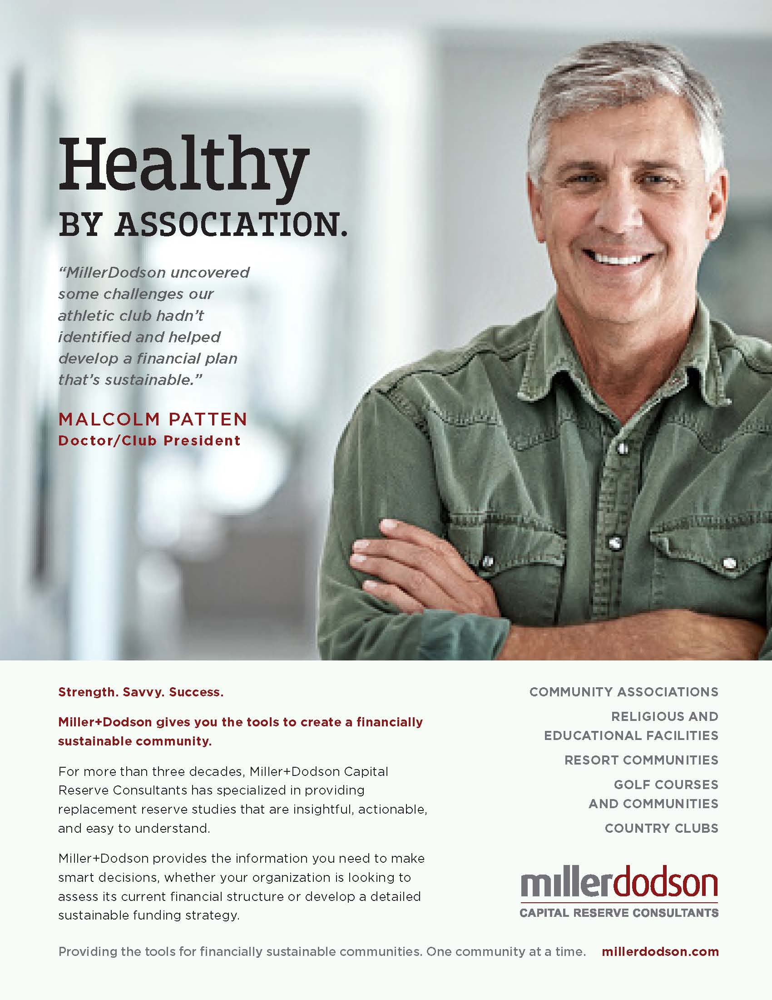 Healthy
BY ASSOCIATION.
“MillerDodson uncovered
some challenges our
athletic club hadn’t
identified and helped
develop a financial plan
that’s sustainable.”
MALCOLM PATTEN
Doctor/Club President
Strength. Savvy. Success.
Miller+Dodson gives you the tools to create a financially
sustainable community.
For more than three decades, Miller+Dodson Capital
Reserve Consultants has specialized in providing
replacement reserve studies that are insightful, actionable,
and easy to understand.
Miller+Dodson provides the information you need to make
smart decisions, whether your organization is looking to
assess its current financial structure or develop a detailed
sustainable funding strategy.
COMMUNITY ASSOCIATIONS
RELIGIOUS AND
EDUCATIONAL FACILITIES
RESORT COMMUNITIES
GOLF COURSES
AND COMMUNITIES
COUNTRY CLUBS
millerdodson
CAPITAL RESERVE CONSULTANTS
Providing the tools for financially sustainable communities. One community at a time. millerdodson.com